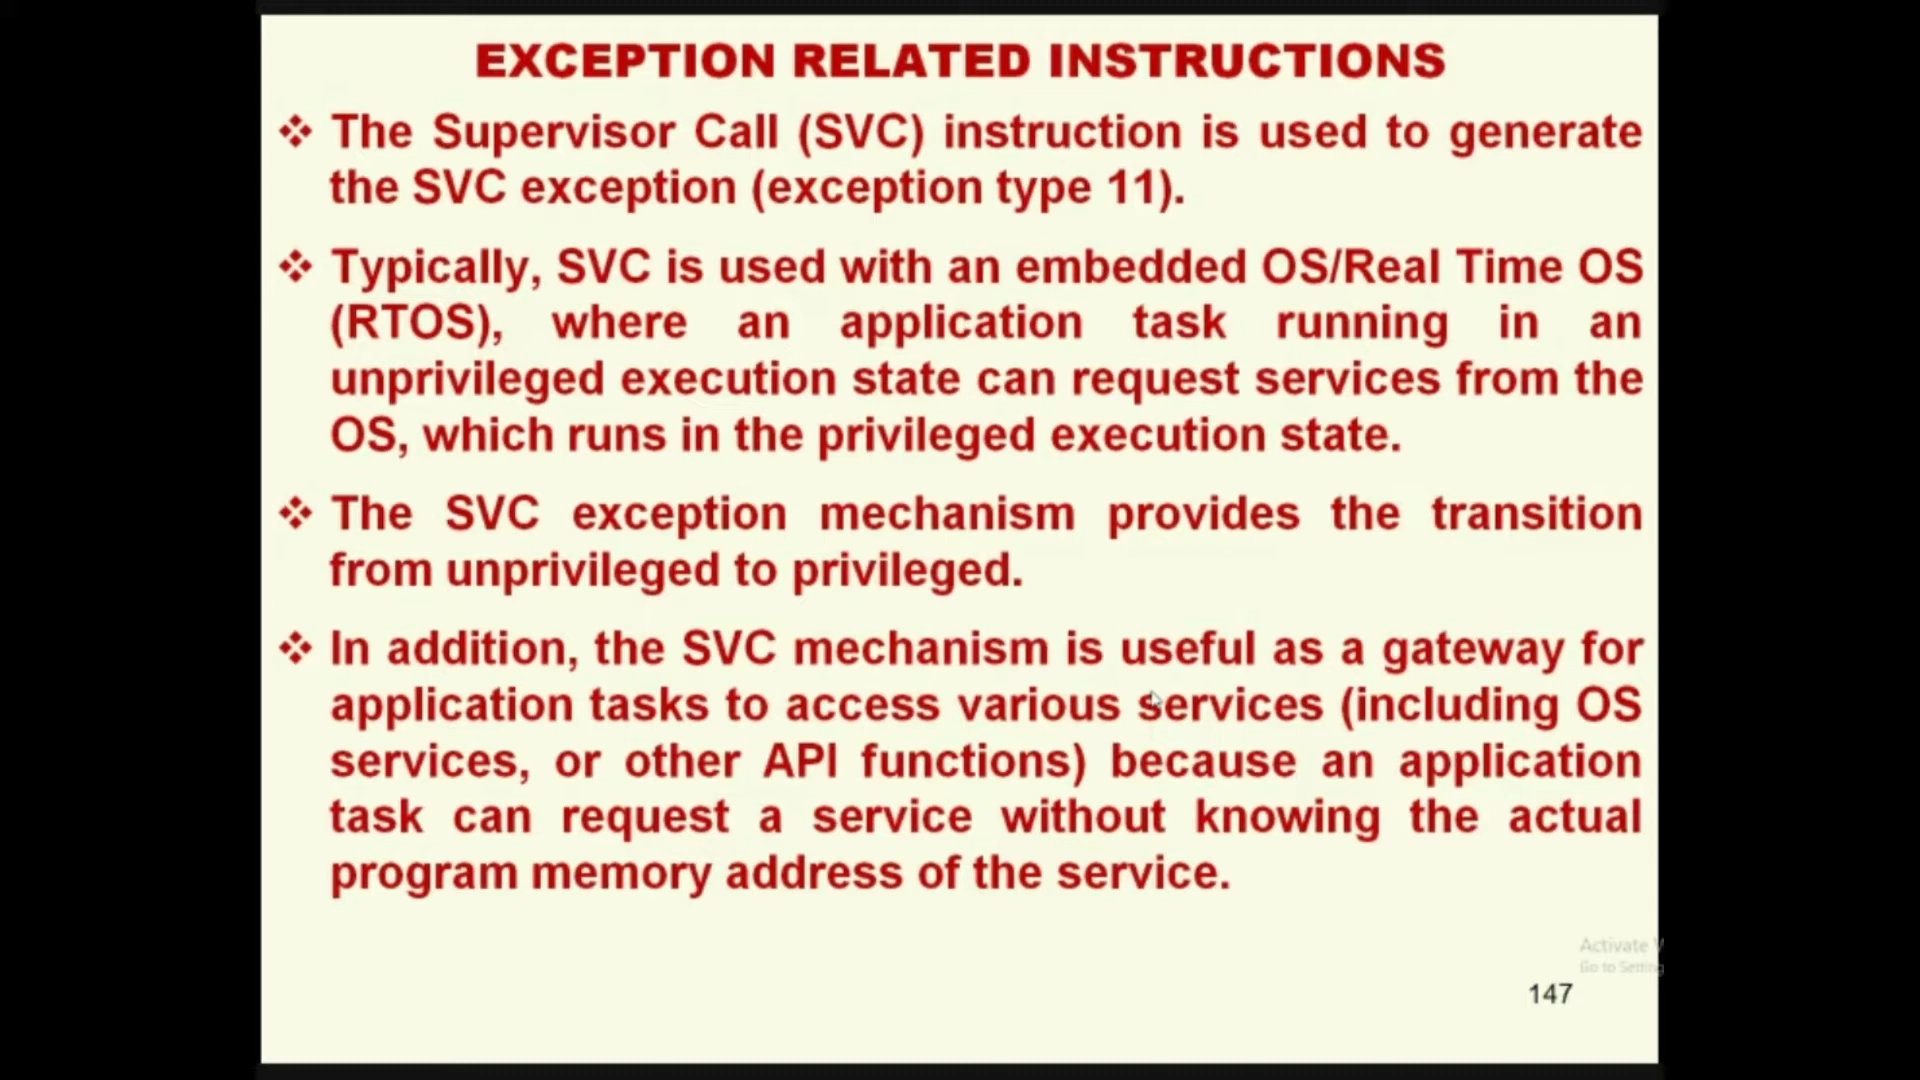 EXCEPTION RELATED INSTRUCTIONS
❖ The Supervisor Call (SVC) instruction is used to generate
the SVC exception (exception type 11).
❖ Typically, SVC is used with an embedded OS/Real Time OS
(RTOS), where an application task running in an
unprivileged execution state can request services from the
OS, which runs in the privileged execution state.
❖ The SVC exception mechanism provides the transition
from unprivileged to privileged.
❖ In addition, the SVC mechanism is useful as a gateway for
application tasks to access various services (including OS
services, or other API functions) because an application
task can request a service without knowing the actual
program memory address of the service.
Activate
Go to Setting
147